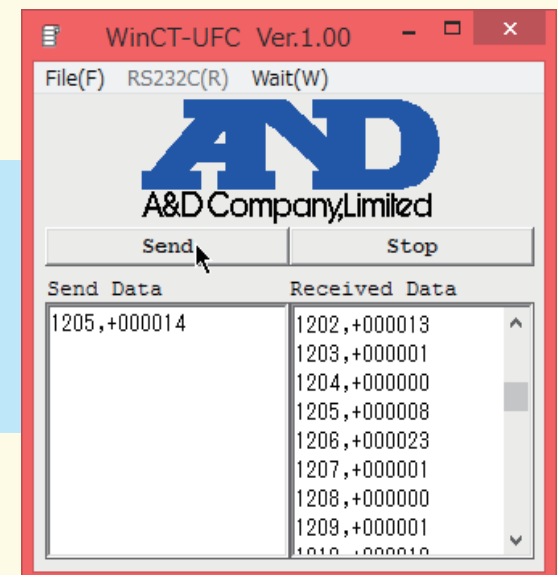 WinCT-UFC Ver.1.00
File(F) RS232C(R) Wait(W)
AND
A&D Company,Limited
Send Stop
Send Data Received Data
1205,+000014
1202,+000013
1203,+000001
1204,+000000
1205,+000008
1206,+000023
1207,+000001
1208,+000000
1209,+000001